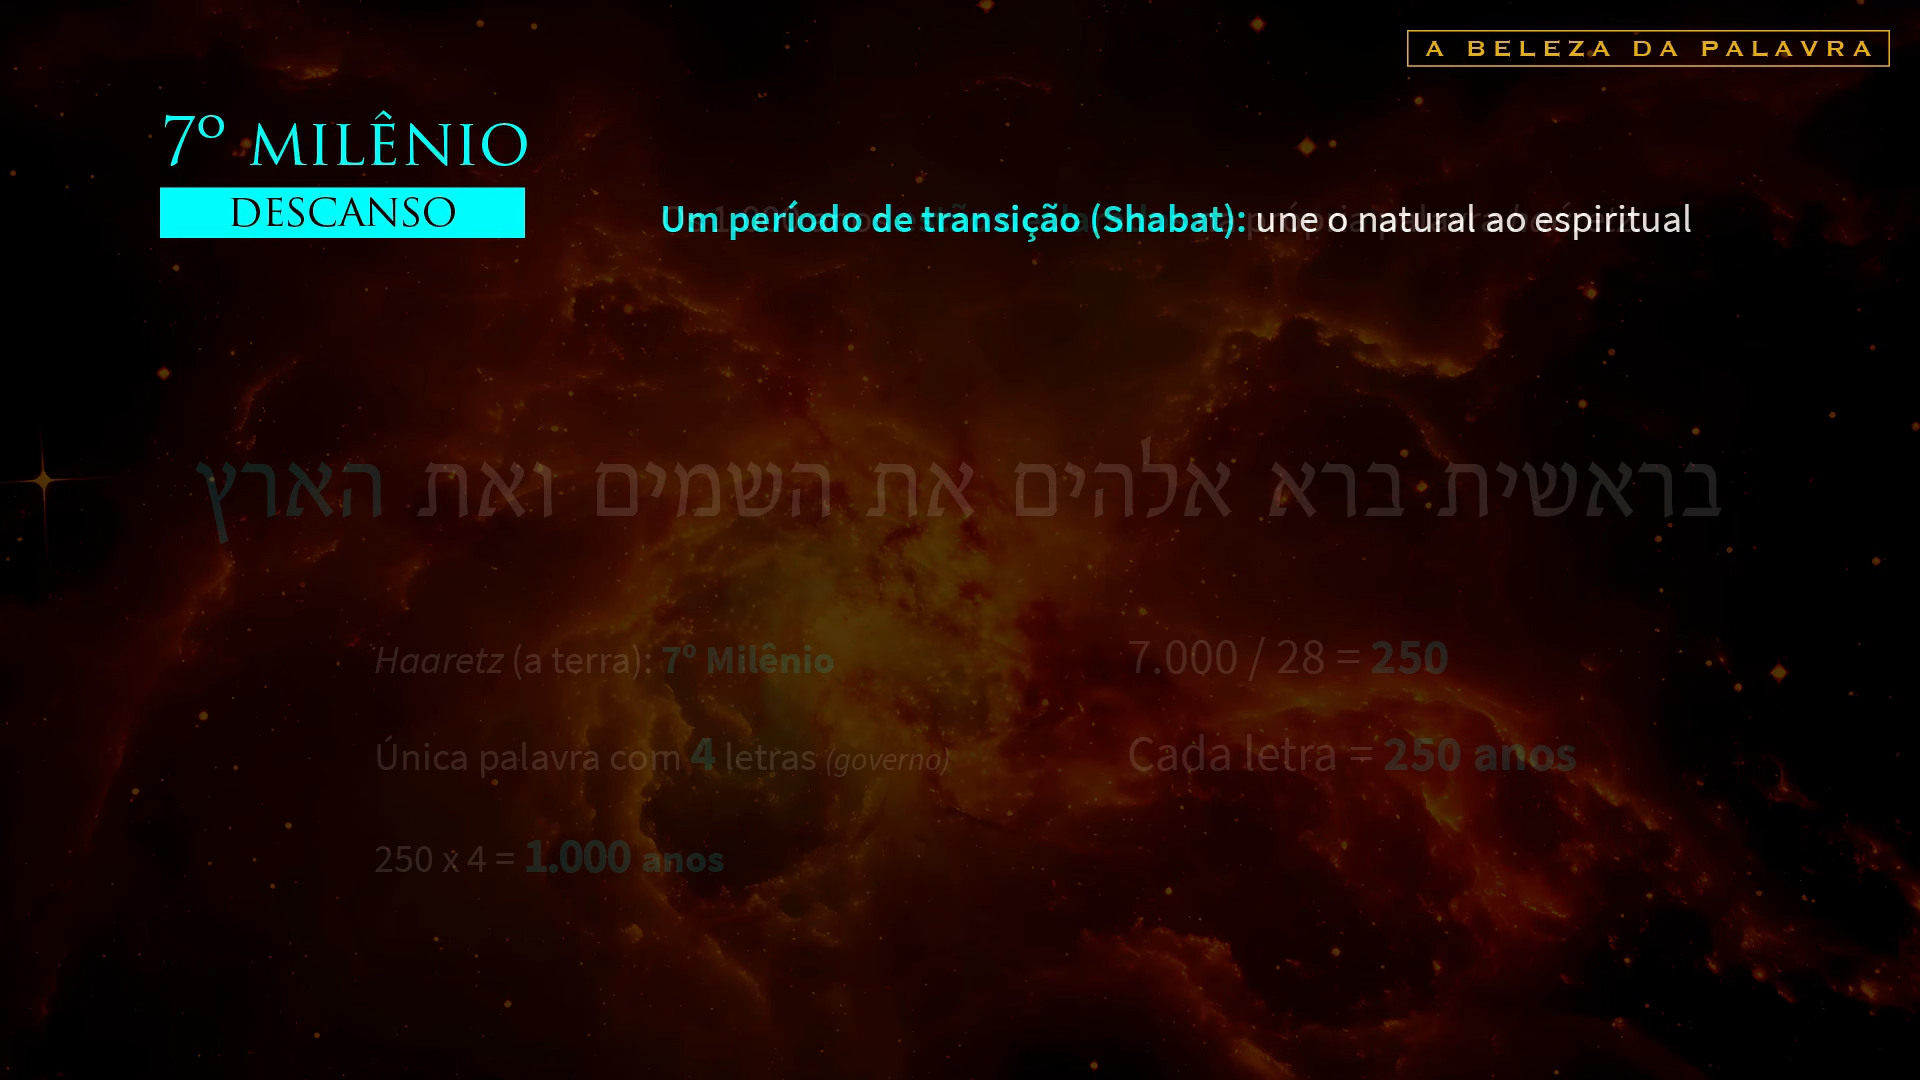 A BELEZA DA PALAVRA
7º MILÊNIO
DESCANSO
Um período de transição (Shabat): une o natural ao espiritual
בראשית ברא אלהים את השמים ואת הארץ
Haaretz (a terra): 7º Milênio
Única palavra com 4 letras (governo)
250 x 4 = 1.000 anos
7.000 / 28 = 250
Cada letra = 250 anos